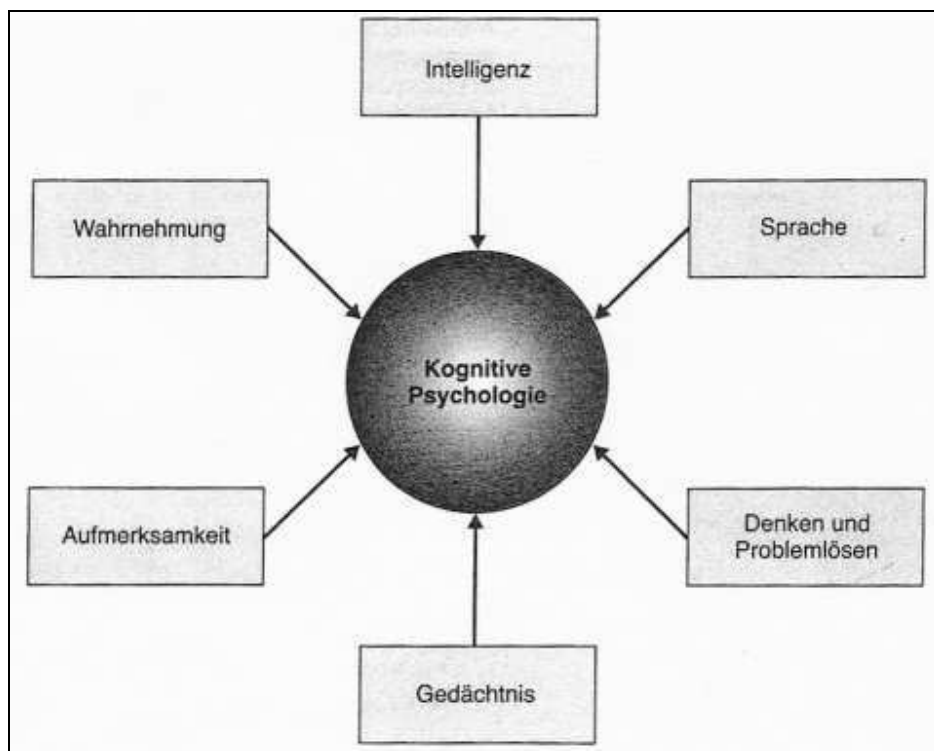 Intelligenz
Wahrnehmung
Sprache
Kognitive
Psychologie
Aufmerksamkeit
Denken und
Problemlösen
Gedächtnis